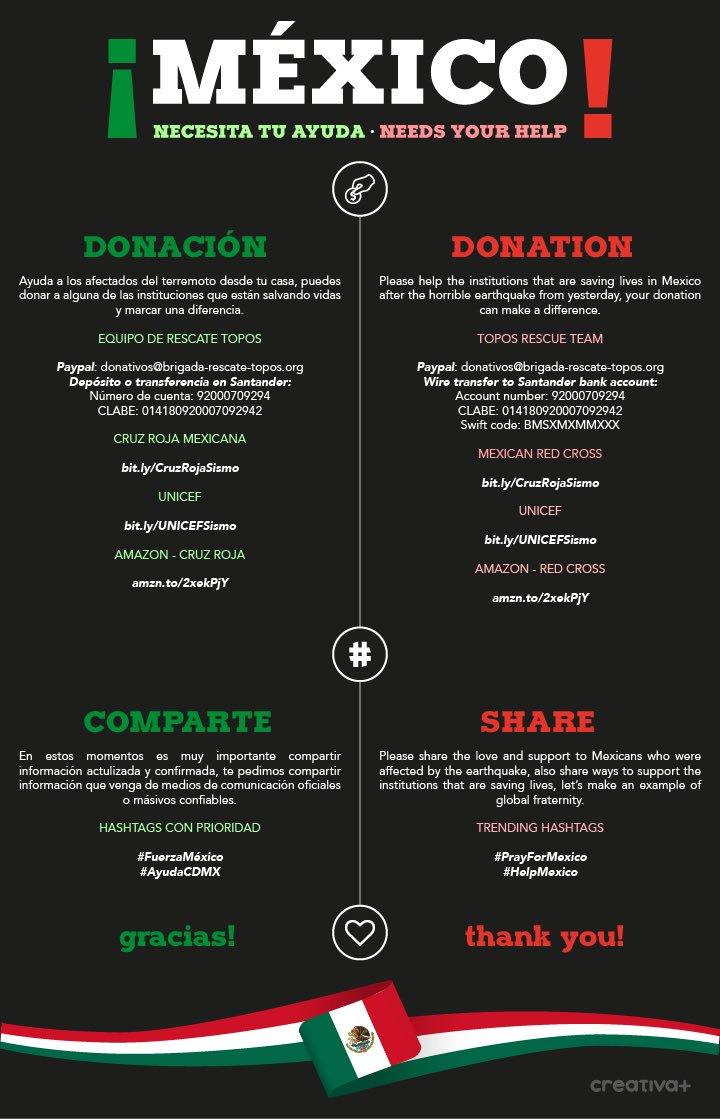 ¡MÉXICO!
NECESITA TU AYUDA · NEEDS YOUR HELP
DONACIÓN
Ayuda a los afectados del terremoto desde tu casa, puedes
donar a alguna de las instituciones que están salvando vidas
y marcar una diferencia.
EQUIPO DE RESCATE TOPOS
Paypal: donativos@brigada-rescate-topos.org
Depósito o transferencia en Santander:
Número de cuenta: 92000709294
CLABE: 014180920007092942
CRUZ ROJA MEXICANA
bit.ly/CruzRojaSismo
UNICEF
bit.ly/UNICEFSismo
AMAZON - CRUZ ROJA
amzn.to/2xekPjY
DONATION
Please help the institutions that are saving lives in Mexico
after the horrible earthquake from yesterday, your donation
can make a difference.
TOPOS RESCUE TEAM
Paypal: donativos@brigada-rescate-topos.org
Wire transfer to Santander bank account:
Account number: 92000709294
CLABE: 014180920007092942
Swift code: BMSXMXMMXXX
MEXICAN RED CROSS
bit.ly/CruzRojaSismo
UNICEF
bit.ly/UNICEFSismo
AMAZON - RED CROSS
amzn.to/2xekPjY
#
COMPARTE
En estos momentos es muy importante compartir
información actulizada y confirmada, te pedimos compartir
información que venga de medios de comunicación oficiales
o másivos confiables.
HASHTAGS CON PRIORIDAD
#FuerzaMéxico
#AyudaCDMX
gracias!
SHARE
Please share the love and support to Mexicans who were
affected by the earthquake, also share ways to support the
institutions that are saving lives, let's make an example of
global fraternity.
TRENDING HASHTAGS
#PrayForMexico
#HelpMexico
thank you!
creativa+